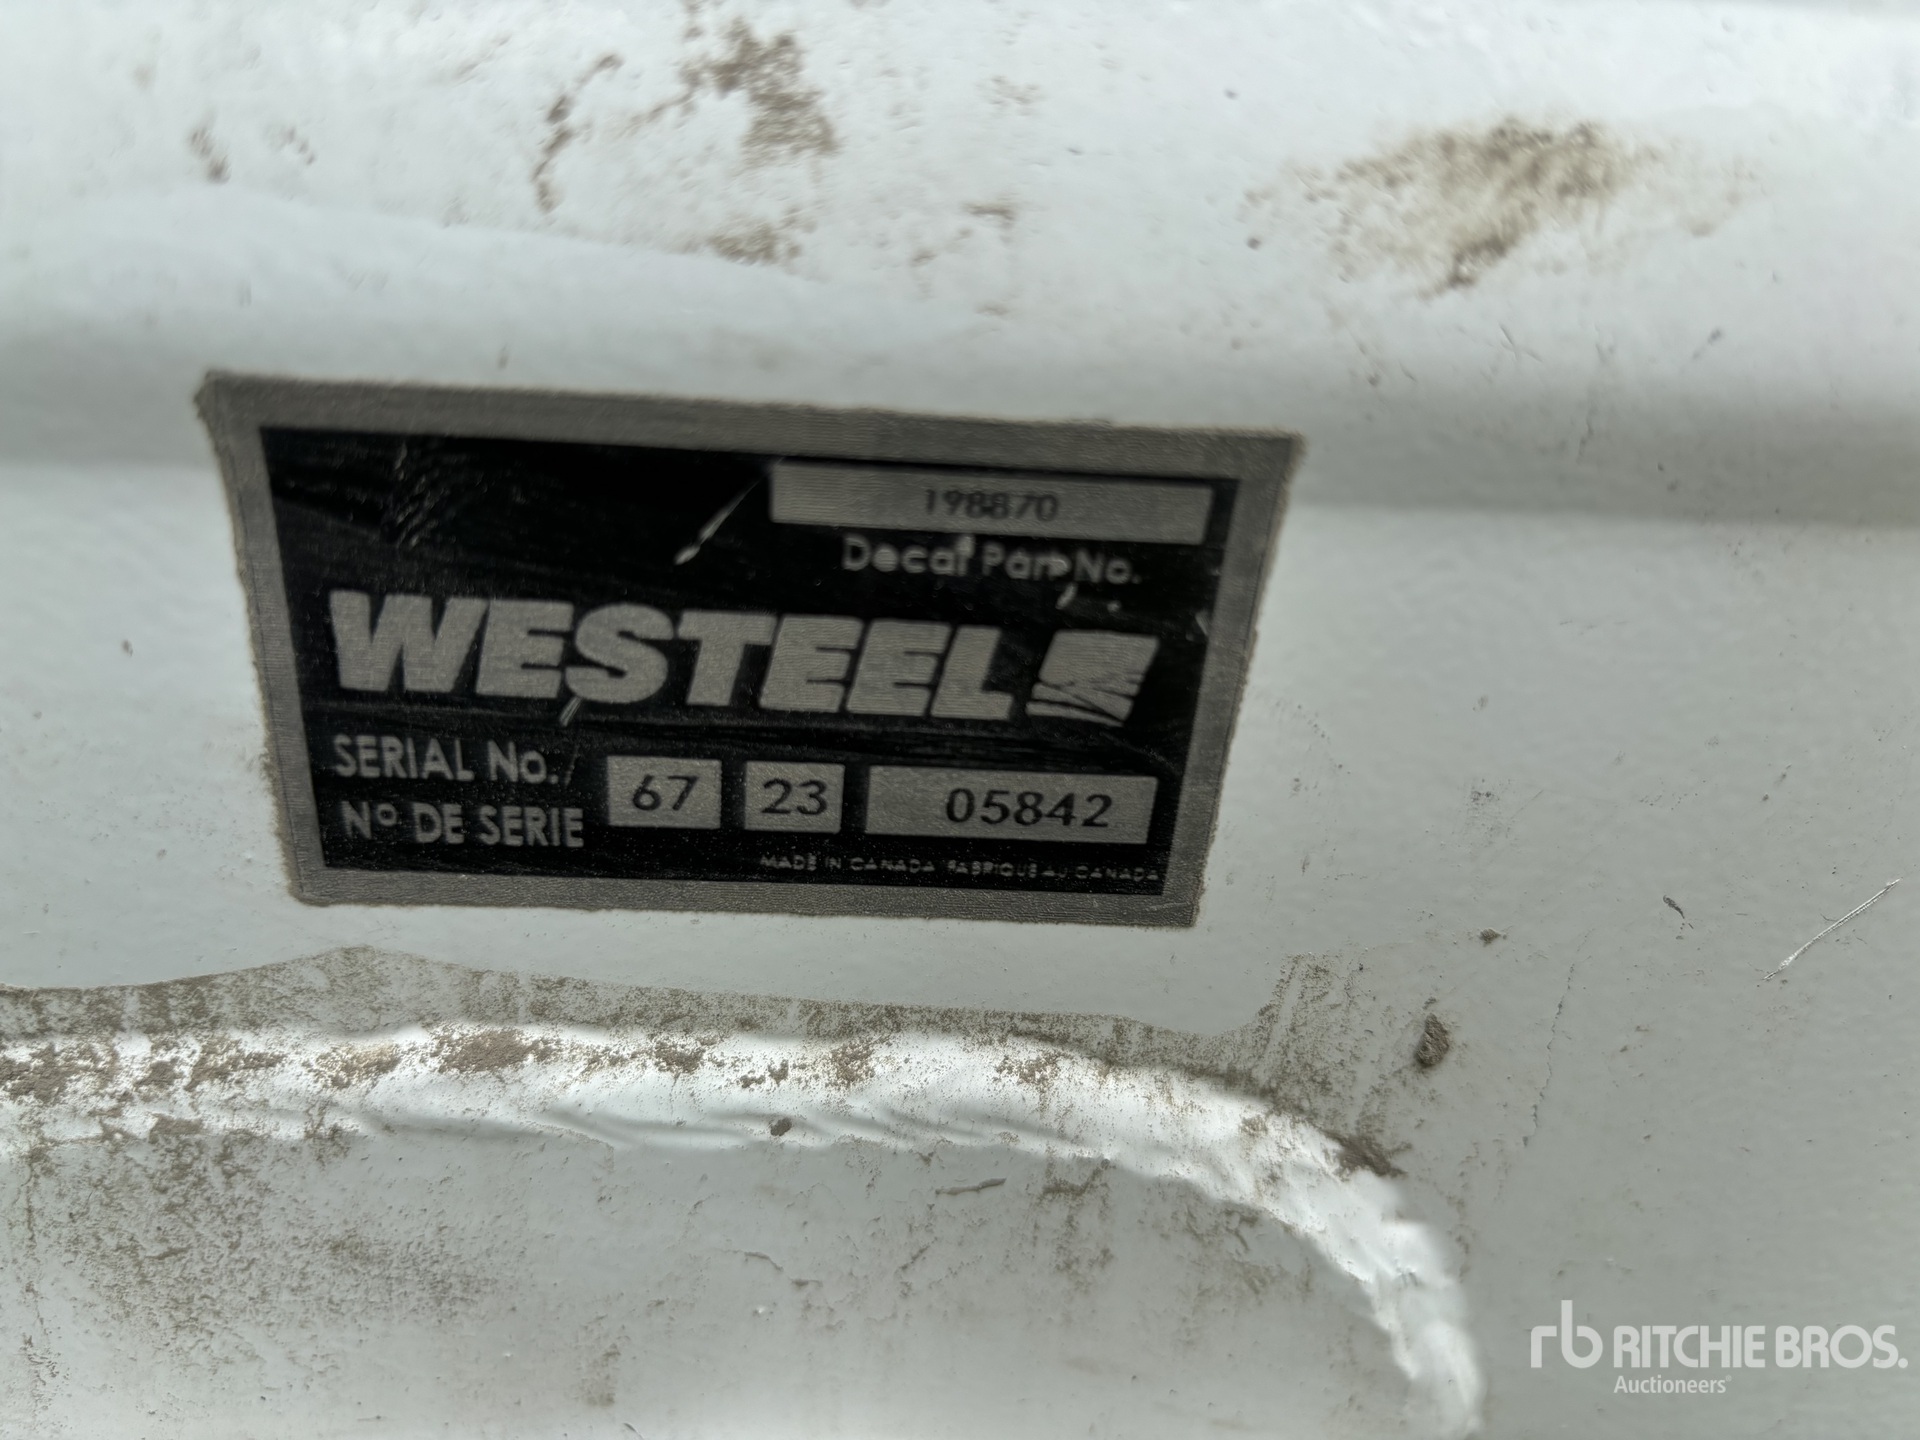 198870
Decal Part No.
WESTEEL
SERIAL No. 67 23 05842
No DE SERIE
MADE IN CANADA FABRIQUE AU CANADA
rb RITCHIE BROS.
Auctioneers